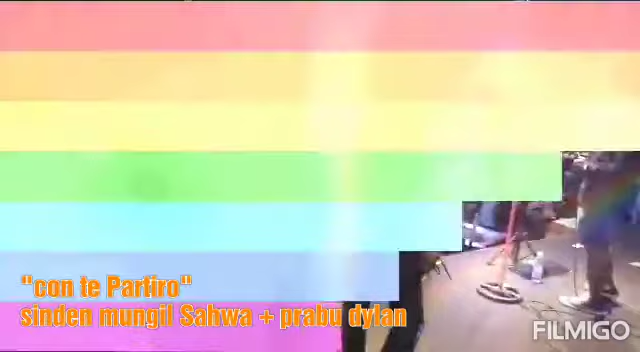 "con te Partiro"
sinden mungil Sahwa + prabu dylan
FILMIGO